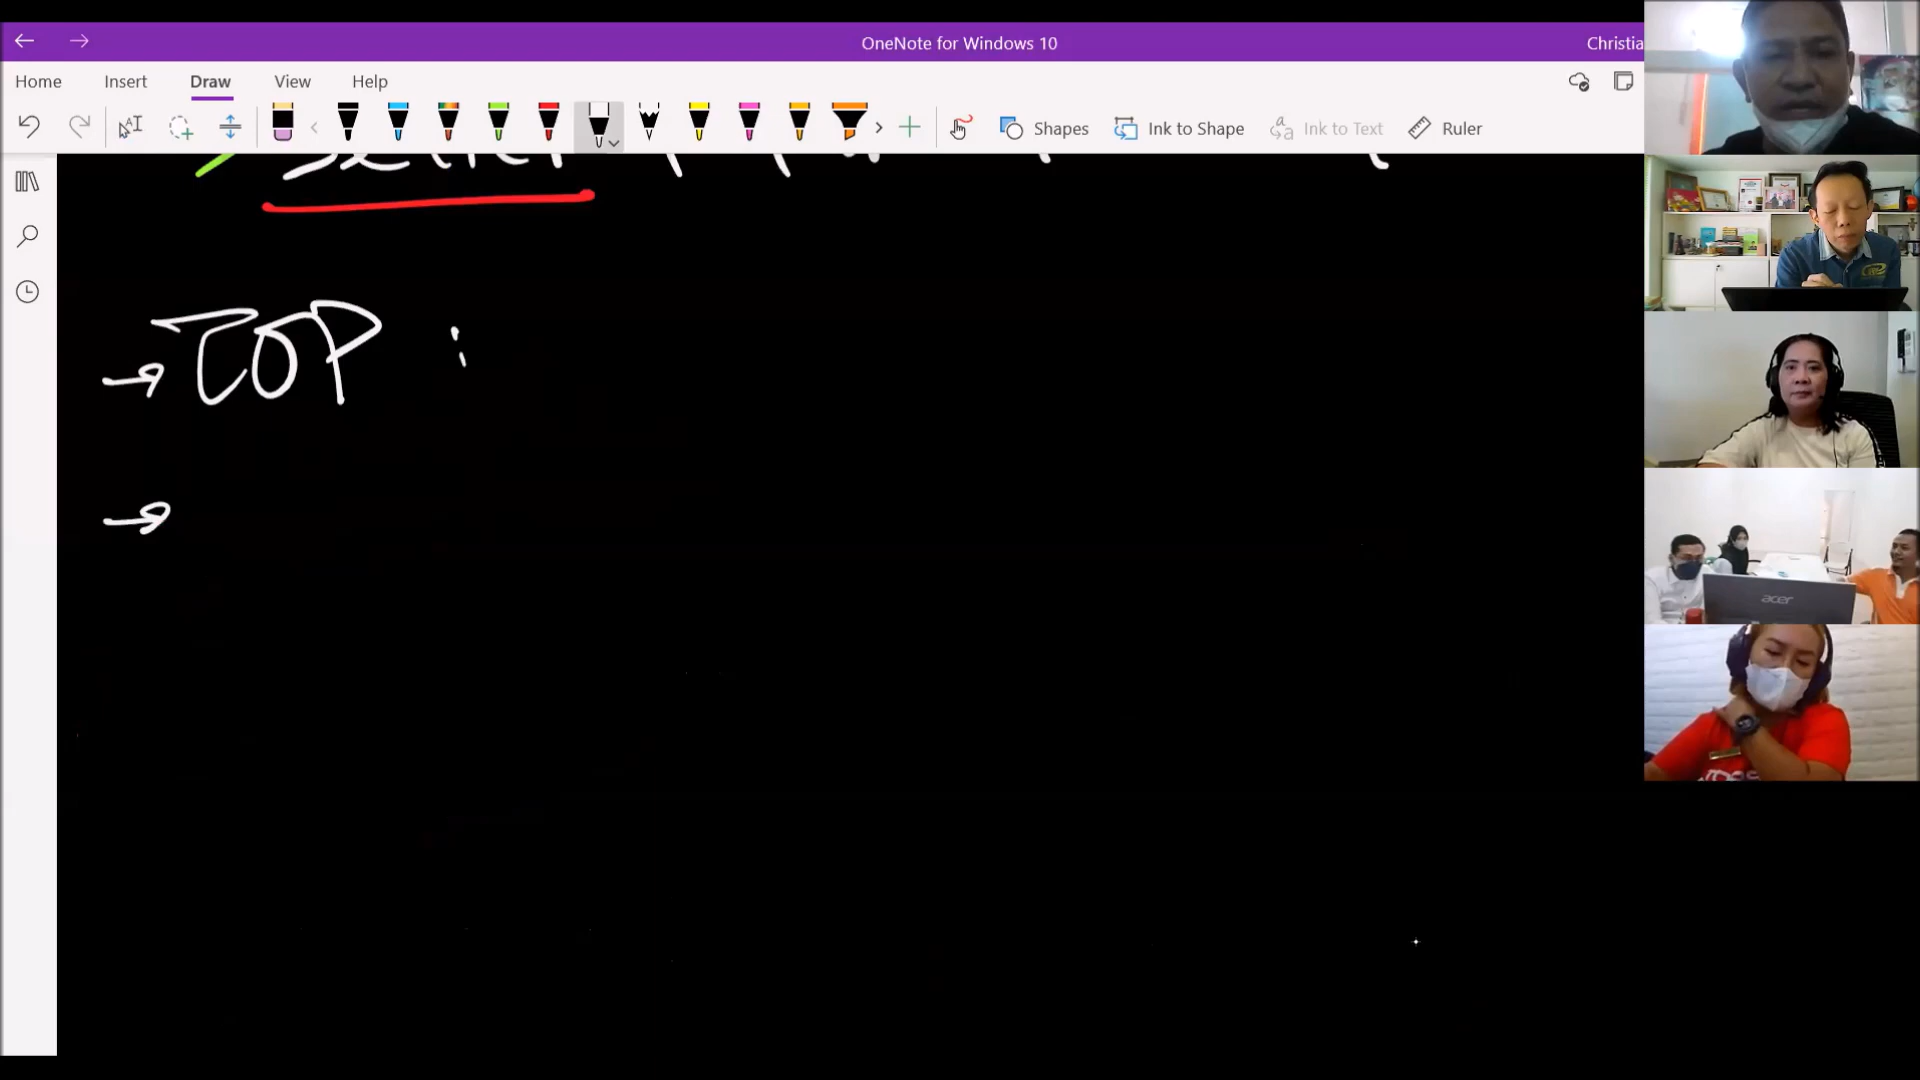 OneNote for Windows 10
Christia
Home Insert Draw View Help
Shapes Ink to Shape Ink to Text Ruler
→ TOP :
→
acer